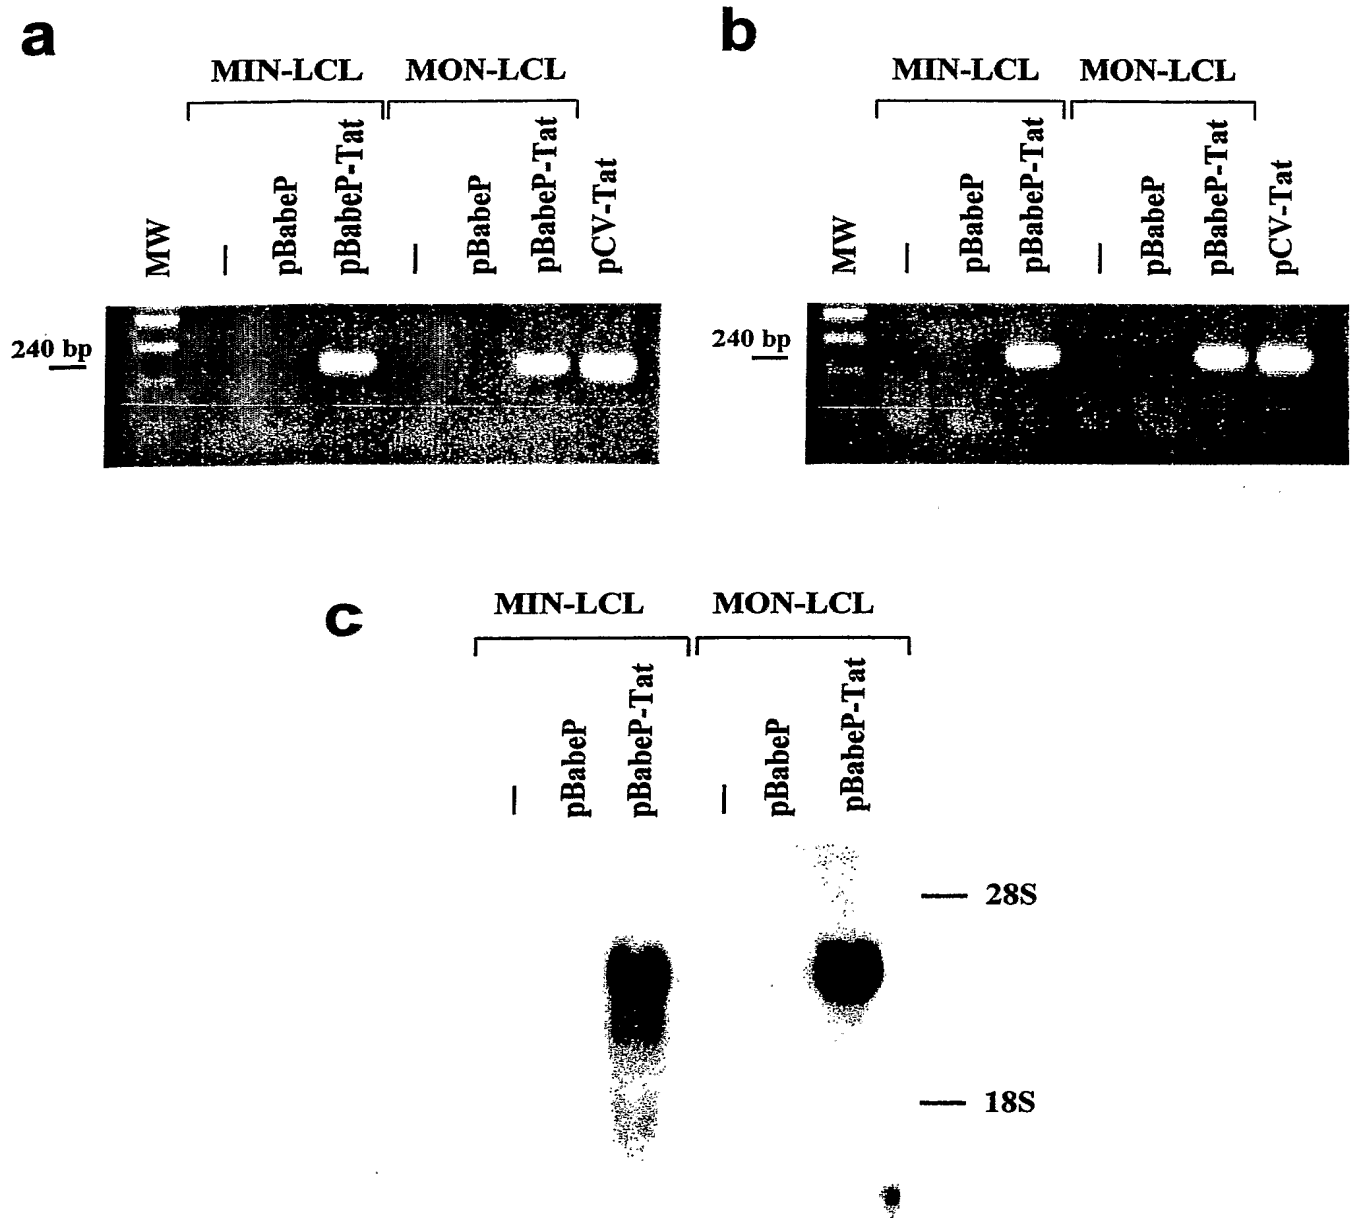 a
MIN-LCL MON-LCL
MW — pBabeP pBabeP-Tat — pBabeP pBabeP-Tat pCV-Tat
240 bp
b
MIN-LCL MON-LCL
MW — pBabeP pBabeP-Tat — pBabeP pBabeP-Tat pCV-Tat
240 bp
c
MIN-LCL MON-LCL
— pBabeP pBabeP-Tat — pBabeP pBabeP-Tat
28S
18S